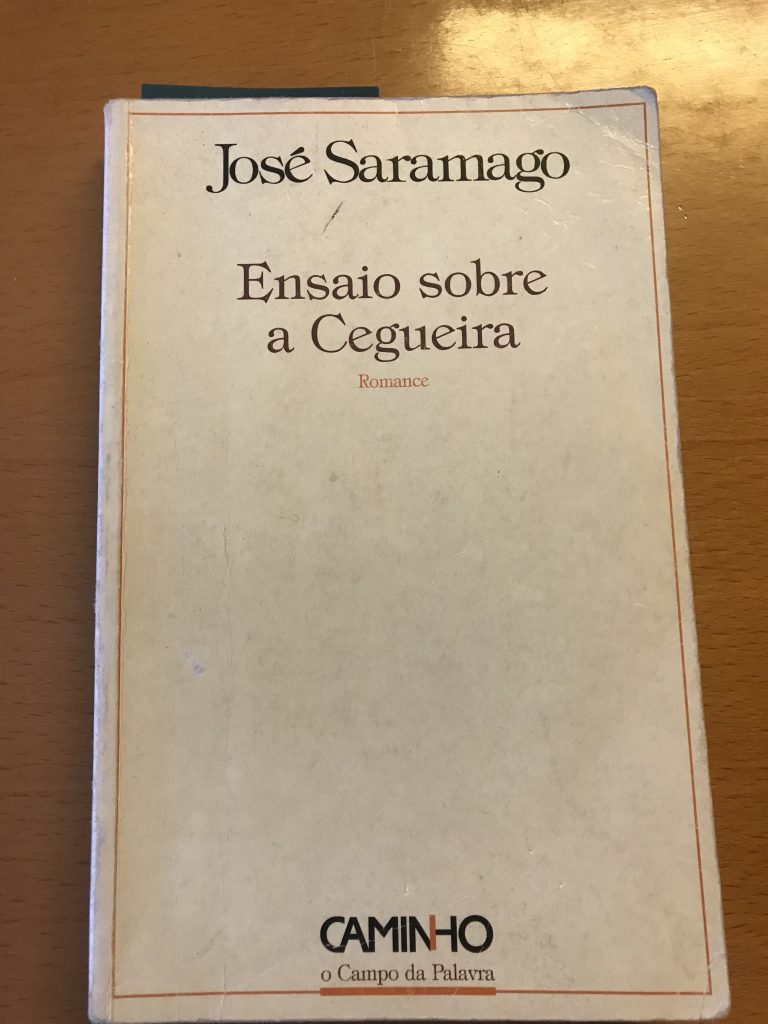 José Saramago
Ensaio sobre
a Cegueira
Romance
CAMINHO
o Campo da Palavra